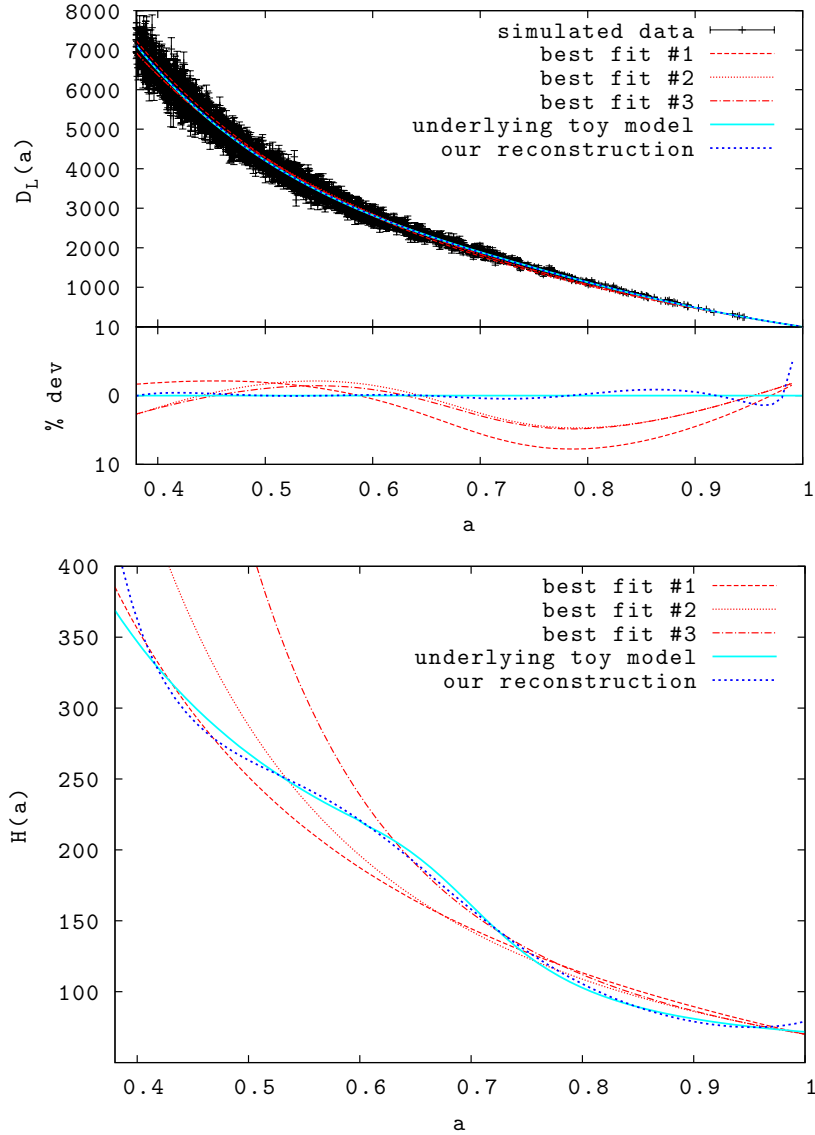 8000
7000
6000
5000
4000
3000
2000
1000
10
D_L(a)
simulated data
best fit #1
best fit #2
best fit #3
underlying toy model
our reconstruction
0
10
% dev
0.4 0.5 0.6 0.7 0.8 0.9 1
a
400
350
300
250
200
150
100
H(a)
best fit #1
best fit #2
best fit #3
underlying toy model
our reconstruction
0.4 0.5 0.6 0.7 0.8 0.9 1
a